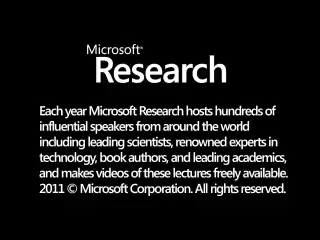 Microsoft®
Research
Each year Microsoft Research hosts hundreds of
influential speakers from around the world
including leading scientists, renowned experts in
technology, book authors, and leading academics,
and makes videos of these lectures freely available.
2011 © Microsoft Corporation. All rights reserved.